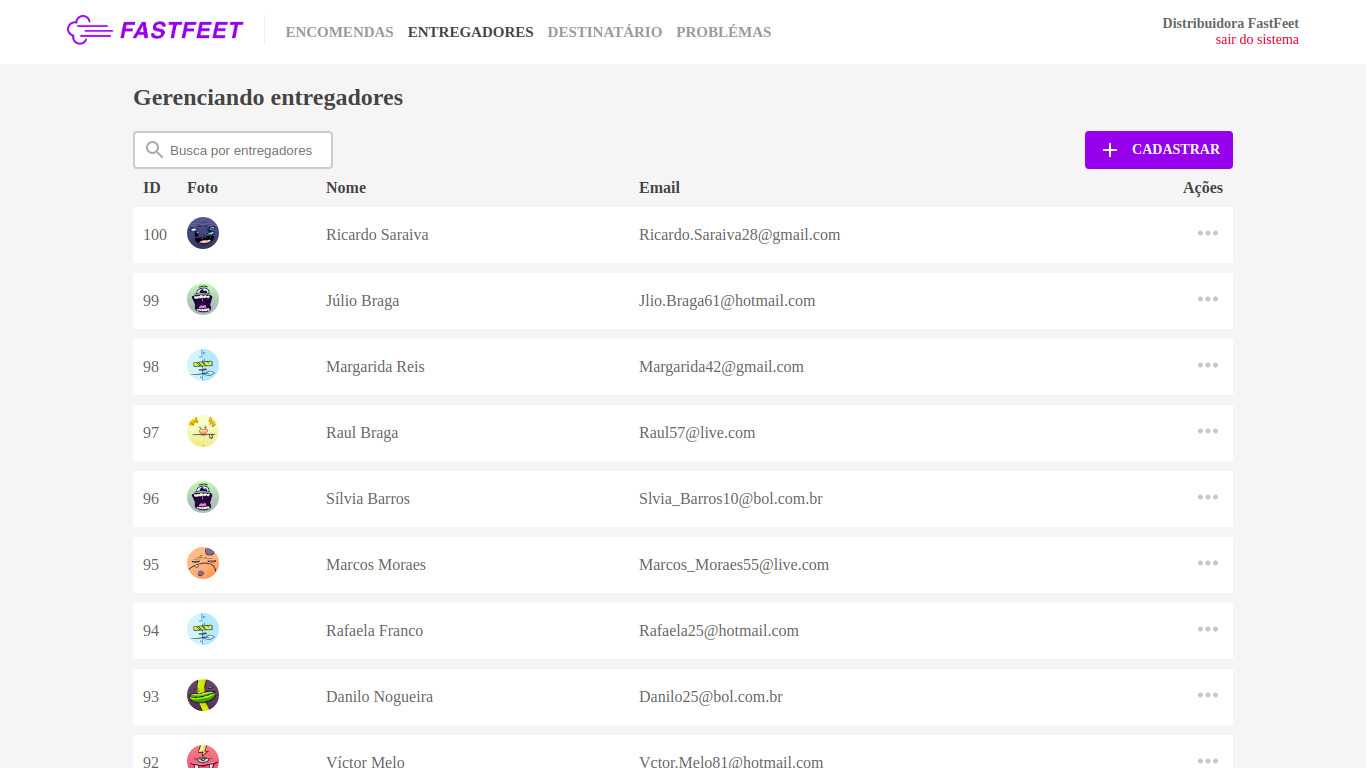 FASTFEET ENCOMENDAS ENTREGADORES DESTINATÁRIO PROBLÉMAS Distribuidora FastFeet
sair do sistema
Gerenciando entregadores
Busca por entregadores CADASTRAR
ID Foto Nome Email Ações
100 Ricardo Saraiva Ricardo.Saraiva28@gmail.com
99 Júlio Braga Jlio.Braga61@hotmail.com
98 Margarida Reis Margarida42@gmail.com
97 Raul Braga Raul57@live.com
96 Sílvia Barros Slvia_Barros10@bol.com.br
95 Marcos Moraes Marcos_Moraes55@live.com
94 Rafaela Franco Rafaela25@hotmail.com
93 Danilo Nogueira Danilo25@bol.com.br
92 Víctor Melo Vctor.Melo81@hotmail.com